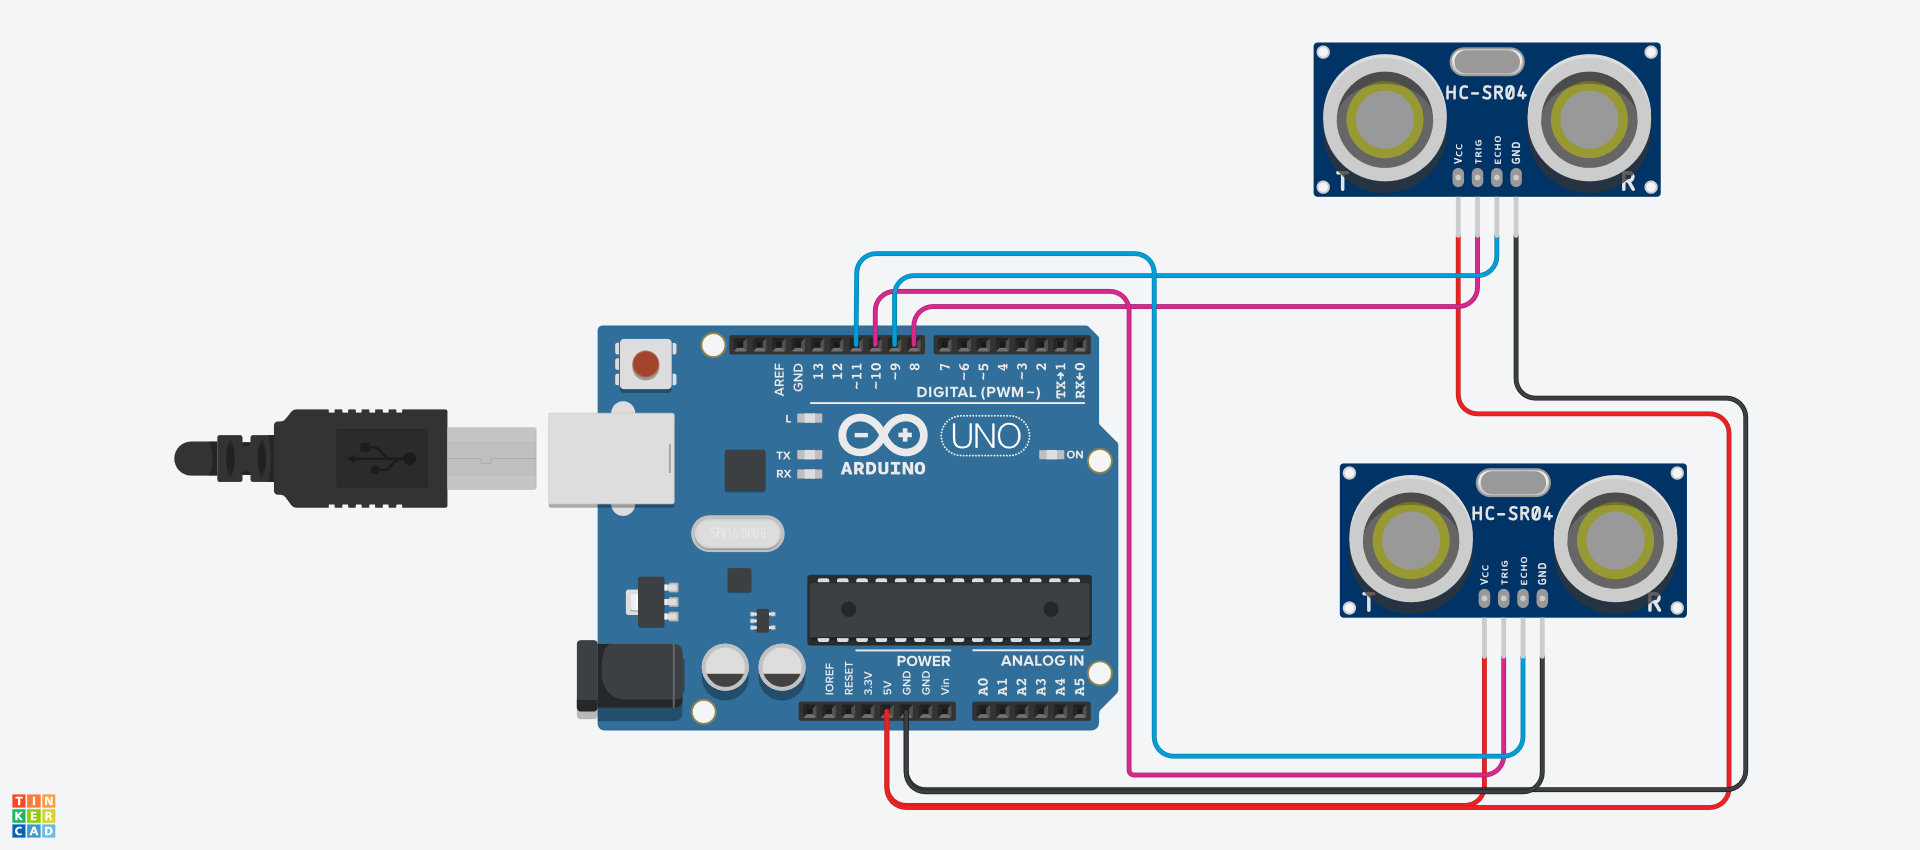 HC-SR04
VCC
TRIG
ECHO
GND
T
R
AREF
GND
13
12
~11
~10
~9
8
7
~6
~5
4
~3
2
TX→1
RX←0
DIGITAL (PWM~)
L
TX
RX
ARDUINO
UNO
ON
SPK16.000G
HC-SR04
VCC
TRIG
ECHO
GND
T
R
POWER
ANALOG IN
IOREF
RESET
3.3V
5V
GND
GND
Vin
A0
A1
A2
A3
A4
A5
TIN
KER
CAD